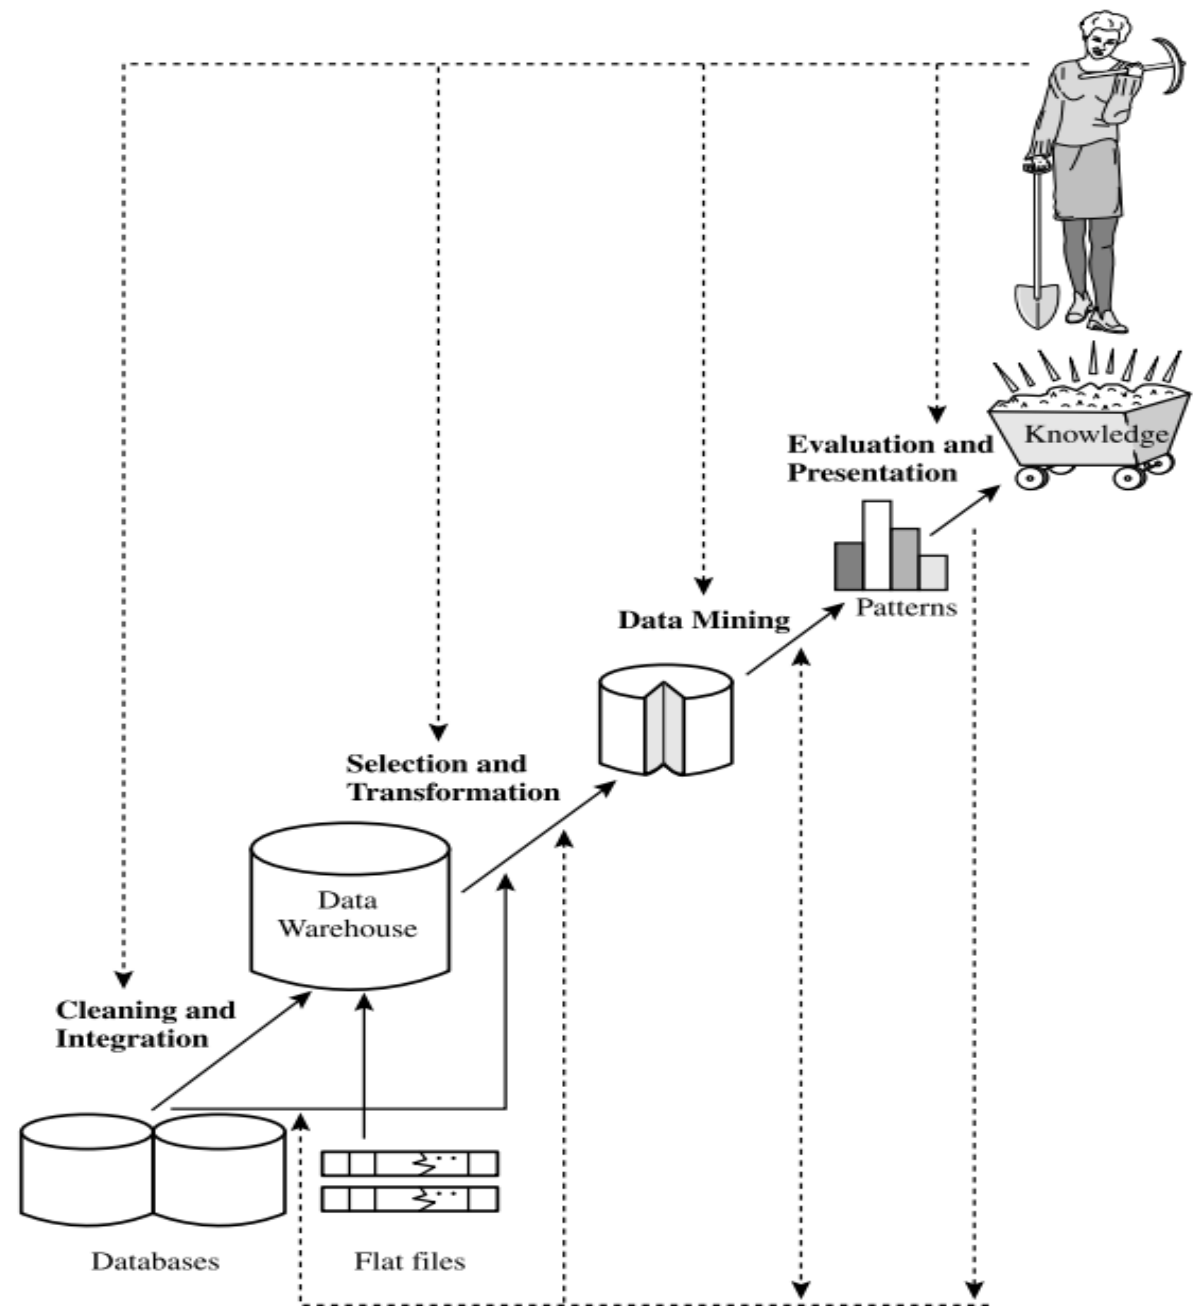 Evaluation and
Presentation
Knowledge
Patterns
Data Mining
Selection and
Transformation
Data
Warehouse
Cleaning and
Integration
Databases
Flat files